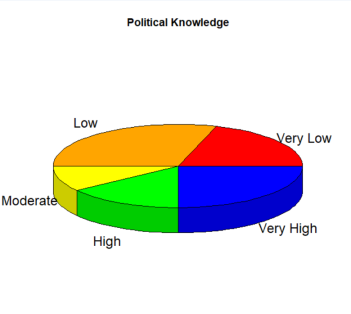 Political Knowledge
Low
Very Low
Moderate
High
Very High